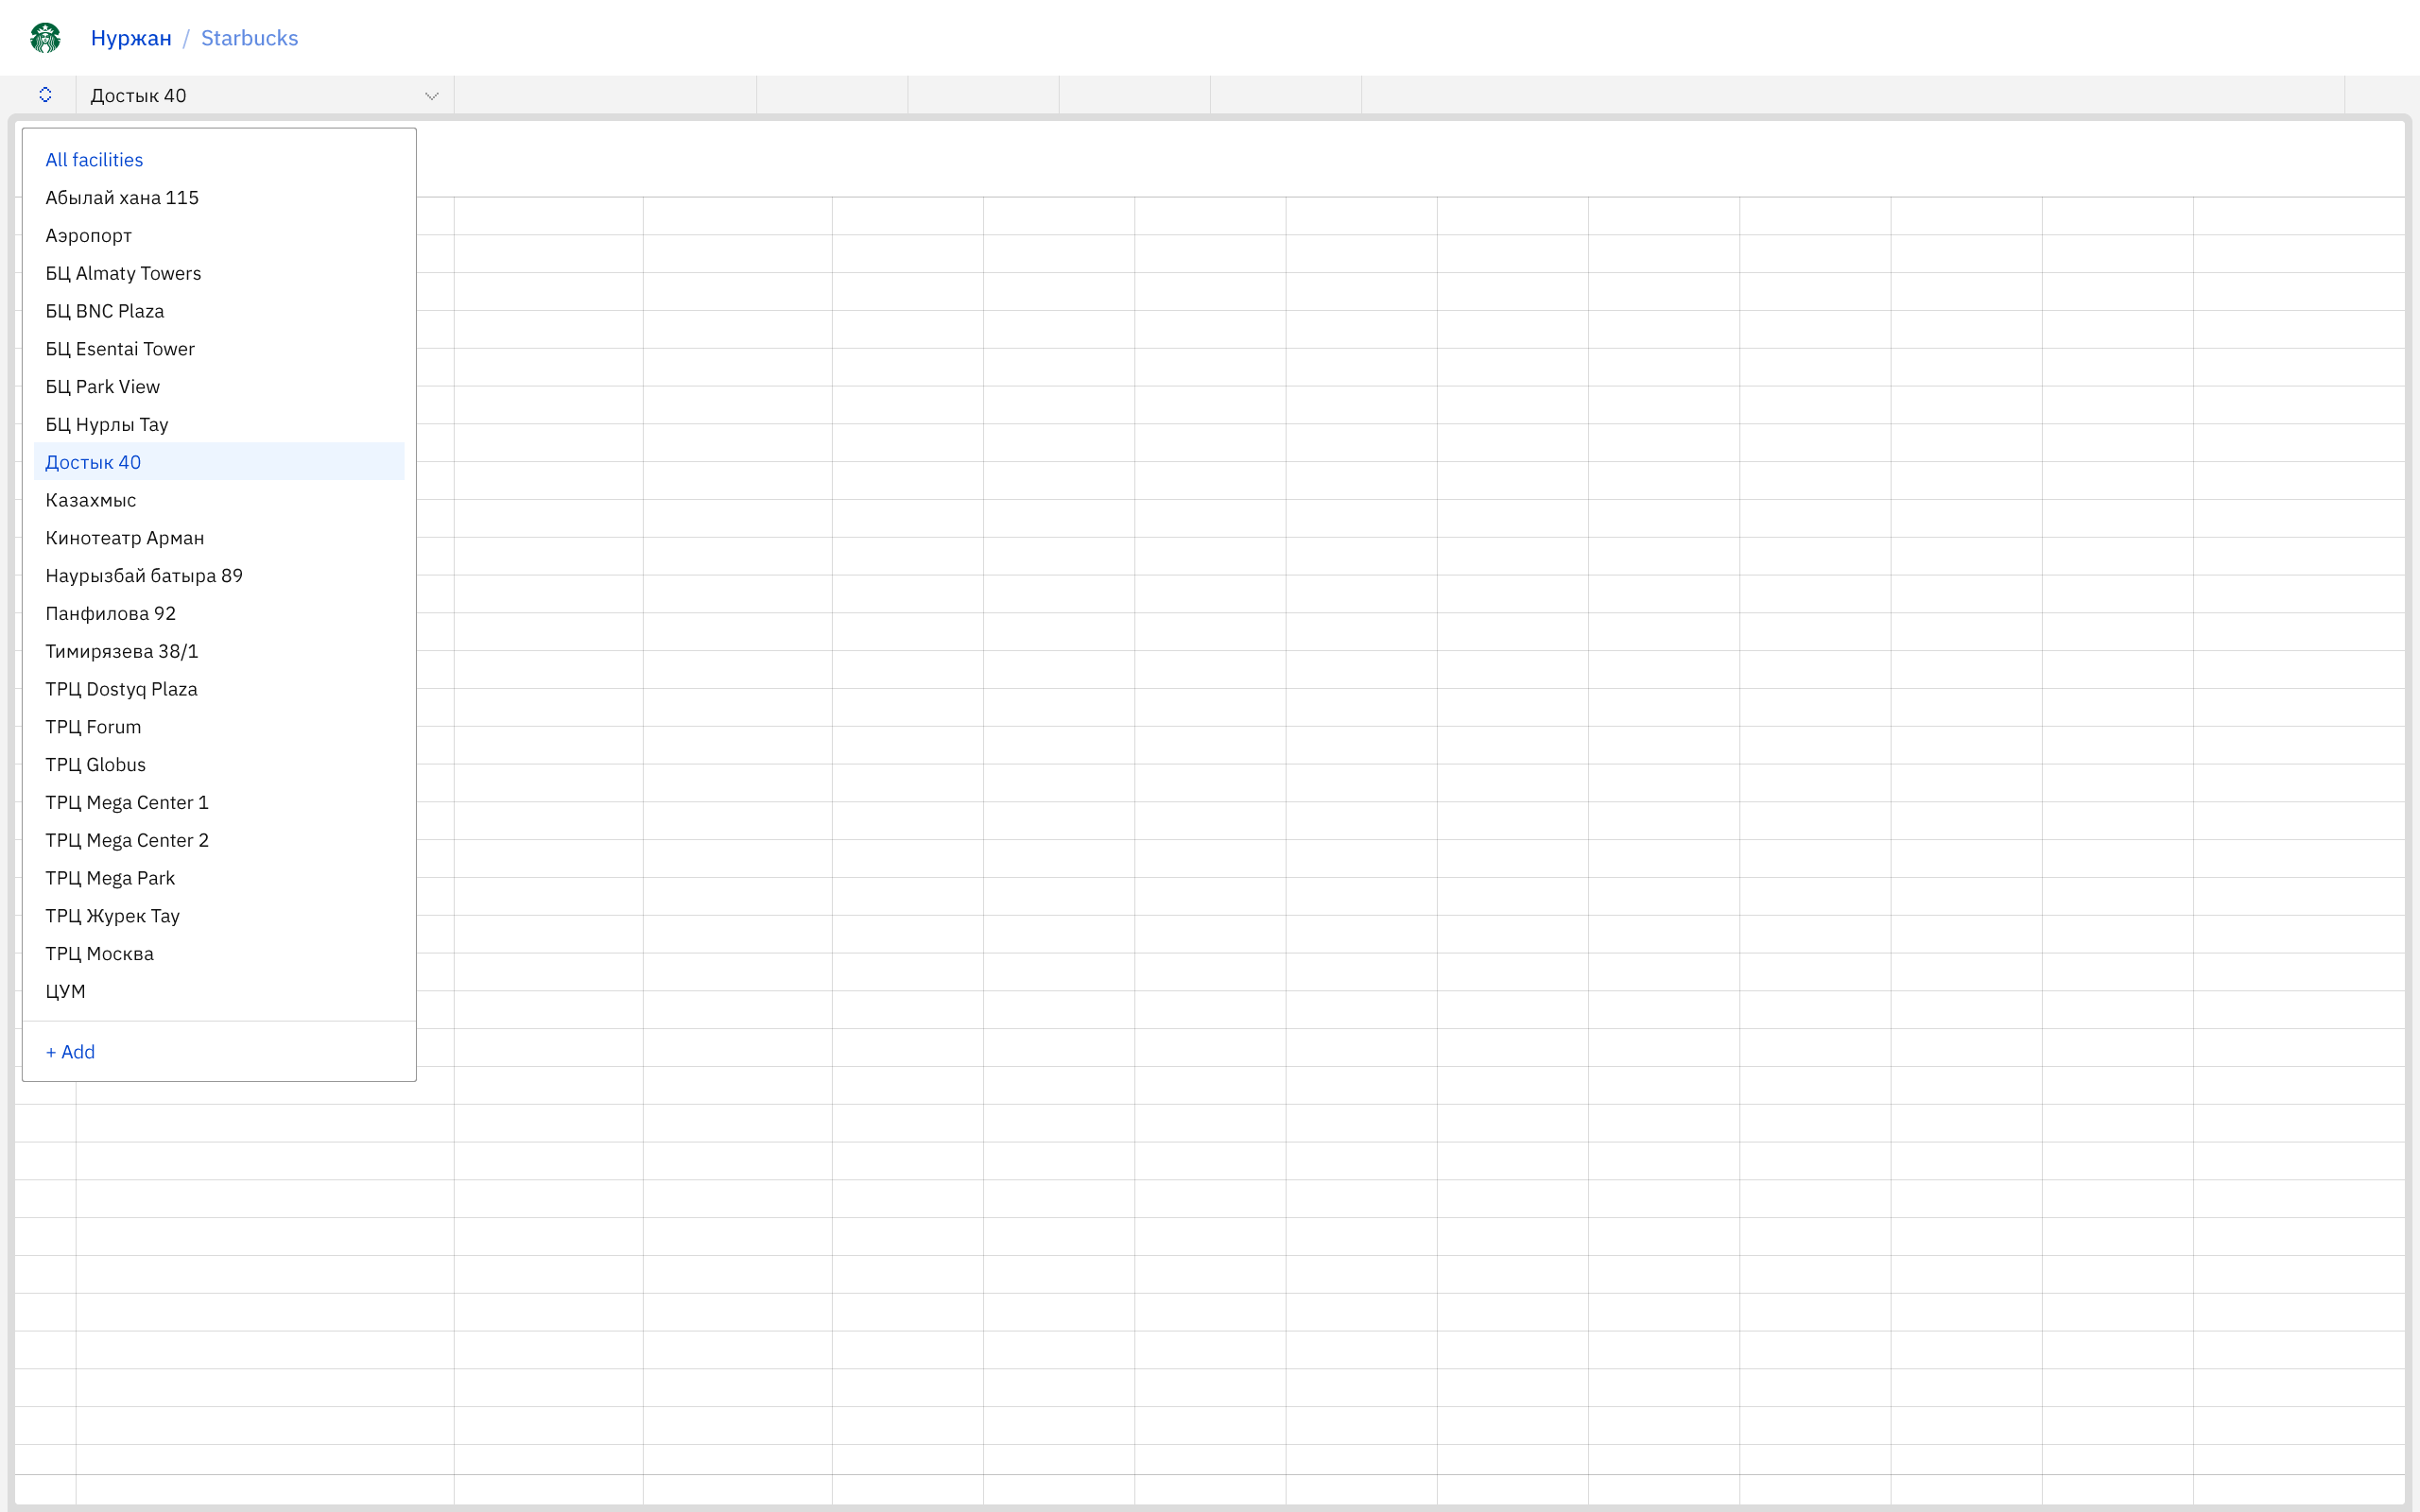 Нуржан / Starbucks
Достык 40
All facilities
Абылай хана 115
Аэропорт
БЦ Almaty Towers
БЦ BNC Plaza
БЦ Esentai Tower
БЦ Park View
БЦ Нурлы Тау
Достык 40
Казахмыс
Кинотеатр Арман
Наурызбай батыра 89
Панфилова 92
Тимирязева 38/1
ТРЦ Dostyq Plaza
ТРЦ Forum
ТРЦ Globus
ТРЦ Mega Center 1
ТРЦ Mega Center 2
ТРЦ Mega Park
ТРЦ Журек Тау
ТРЦ Москва
ЦУМ
+ Add